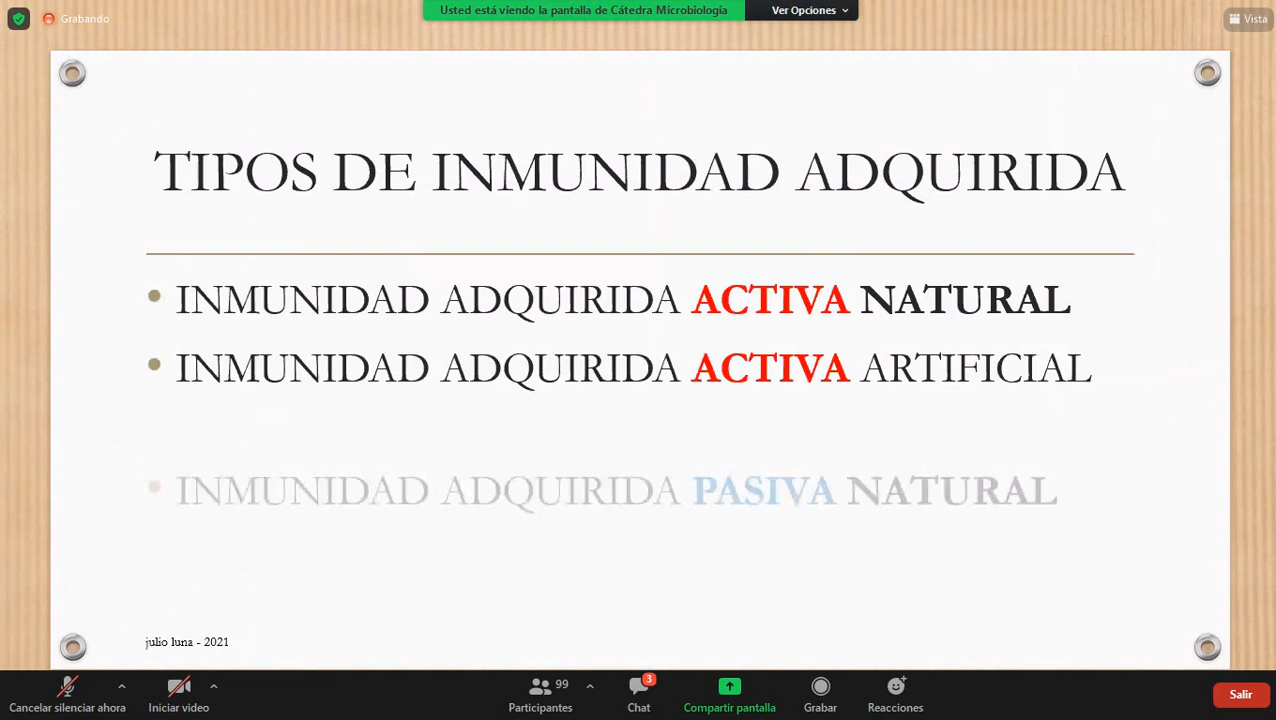 Grabando
Usted está viendo la pantalla de Cátedra Microbiología
Ver Opciones
Vista
TIPOS DE INMUNIDAD ADQUIRIDA
INMUNIDAD ADQUIRIDA ACTIVA NATURAL
INMUNIDAD ADQUIRIDA ACTIVA ARTIFICIAL
INMUNIDAD ADQUIRIDA PASIVA NATURAL
julio luna - 2021
99
3
Cancelar silenciar ahora
Iniciar video
Participantes
Chat
Compartir pantalla
Grabar
Reacciones
Salir